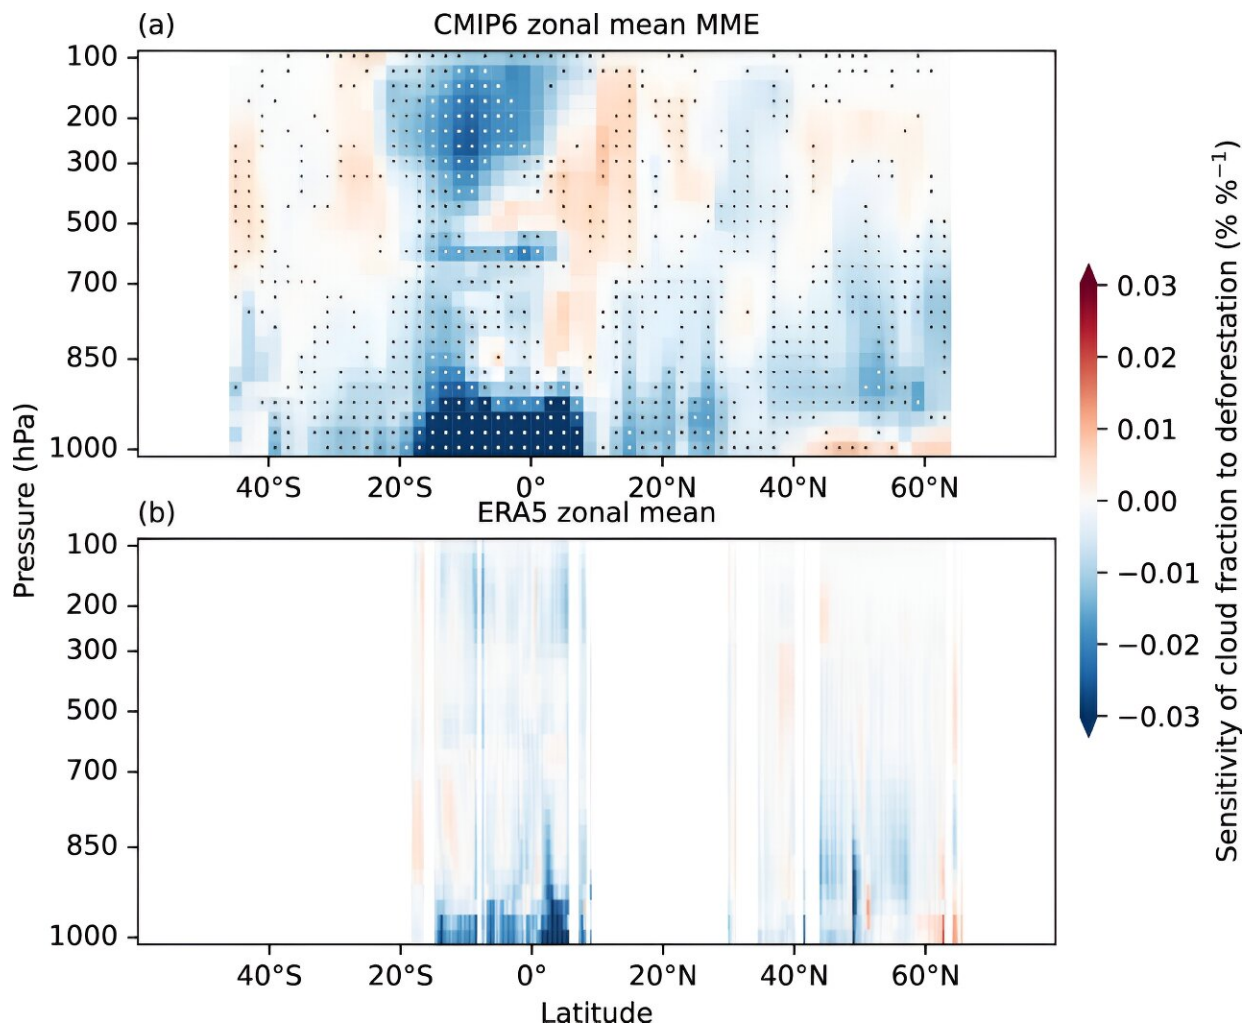 (a)
CMIP6 zonal mean MME
100
200
300
500
700
850
1000
40°S 20°S 0° 20°N 40°N 60°N
(b)
ERA5 zonal mean
100
200
300
500
700
850
1000
40°S 20°S 0° 20°N 40°N 60°N
Latitude
Pressure (hPa)
0.03
0.02
0.01
0.00
−0.01
−0.02
−0.03
Sensitivity of cloud fraction to deforestation (% %⁻¹)